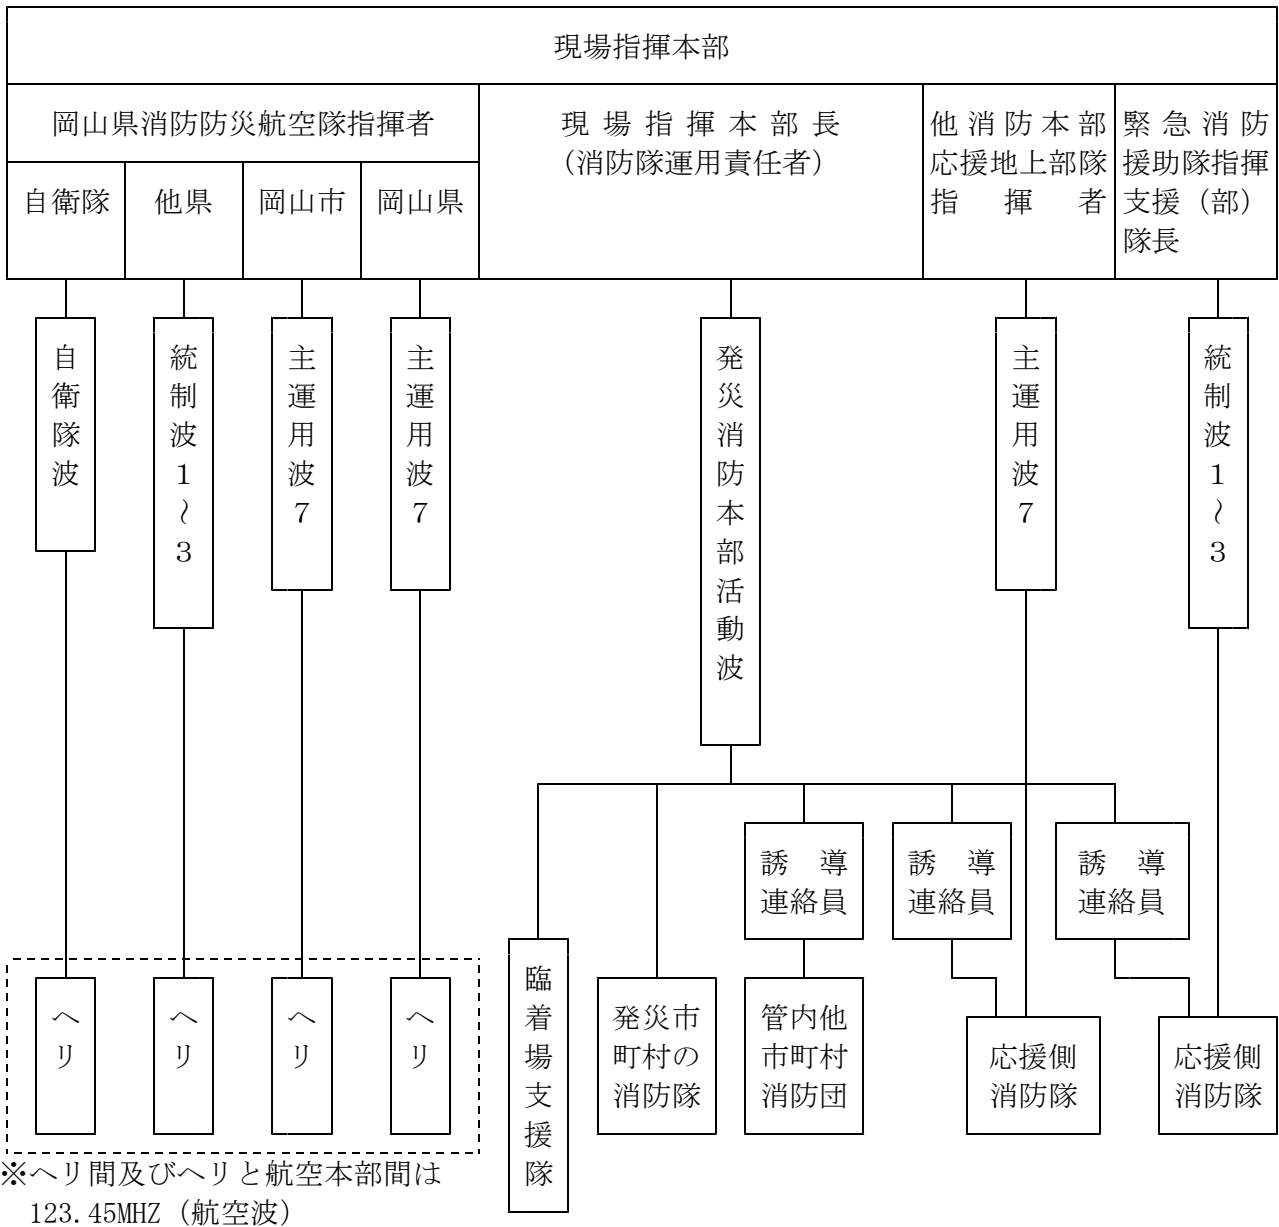 現場指揮本部
岡山県消防防災航空隊指揮者
現場指揮本部長
(消防隊運用責任者)
他消防本部
応援地上部隊
指揮者
緊急消防
援助隊指揮
支援(部)
隊長
自衛隊
他県
岡山市
岡山県
自衛隊波
統制波1~3
主運用波7
主運用波7
発災消防本部活動波
主運用波7
統制波1~3
誘導
連絡員
誘導
連絡員
誘導
連絡員
ヘリ
ヘリ
ヘリ
ヘリ
臨着場支援隊
発災市
町村の
消防隊
管内他
市町村
消防団
応援側
消防隊
応援側
消防隊
※ヘリ間及びヘリと航空本部間は
123.45MHZ(航空波)